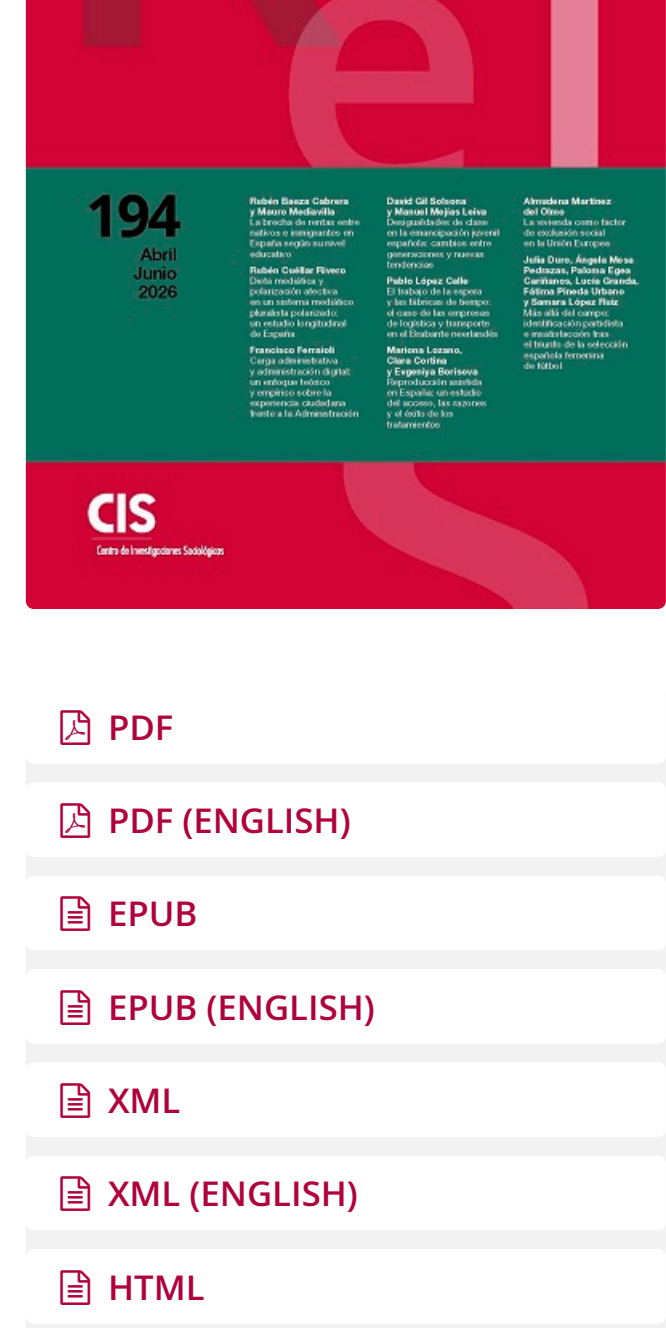 eis
194
Abril
Junio
2026
Rubén Baeza Cabrera
y Mauro Mediavilla
La brecha de rentas entre
nativos e inmigrantes en
España según su nivel
educativo
Rubén Cuéllar Rivero
Dieta mediática y
polarización afectiva
en un sistema mediático
pluralista polarizado:
un estudio longitudinal
de España
Francisco Ferraioli
Carga administrativa
y administración digital:
un enfoque teórico
y empírico sobre la
experiencia ciudadana
frente a la Administración
David Gil Solsona
y Manuel Mejías Leiva
Desigualdades de clase
en la emancipación juvenil
española: cambios entre
generaciones y nuevas
tendencias
Pablo López Calle
El trabajo de la espera
y las fábricas de tiempo:
el caso de las empresas
de logística y transporte
en el Brabante neerlandés
Mariona Lozano,
Clara Cortina
y Evgeniya Borisova
Reproducción asistida
en España: un estudio
del acceso, las razones
y el éxito de los
tratamientos
Almudena Martínez
del Olmo
La vivienda como factor
de exclusión social
en la Unión Europea
Julia Duro, Ángela Mesa
Pedrazas, Paloma Egea
Cariñanos, Lucía Granda,
Fátima Pineda Urbano
y Samara López Ruiz
Más allá del campo:
identificación partidista
e insatisfacción tras
el triunfo de la selección
española femenina
de fútbol
CIS
Centro de Investigaciones Sociológicas
PDF
PDF (ENGLISH)
EPUB
EPUB (ENGLISH)
XML
XML (ENGLISH)
HTML